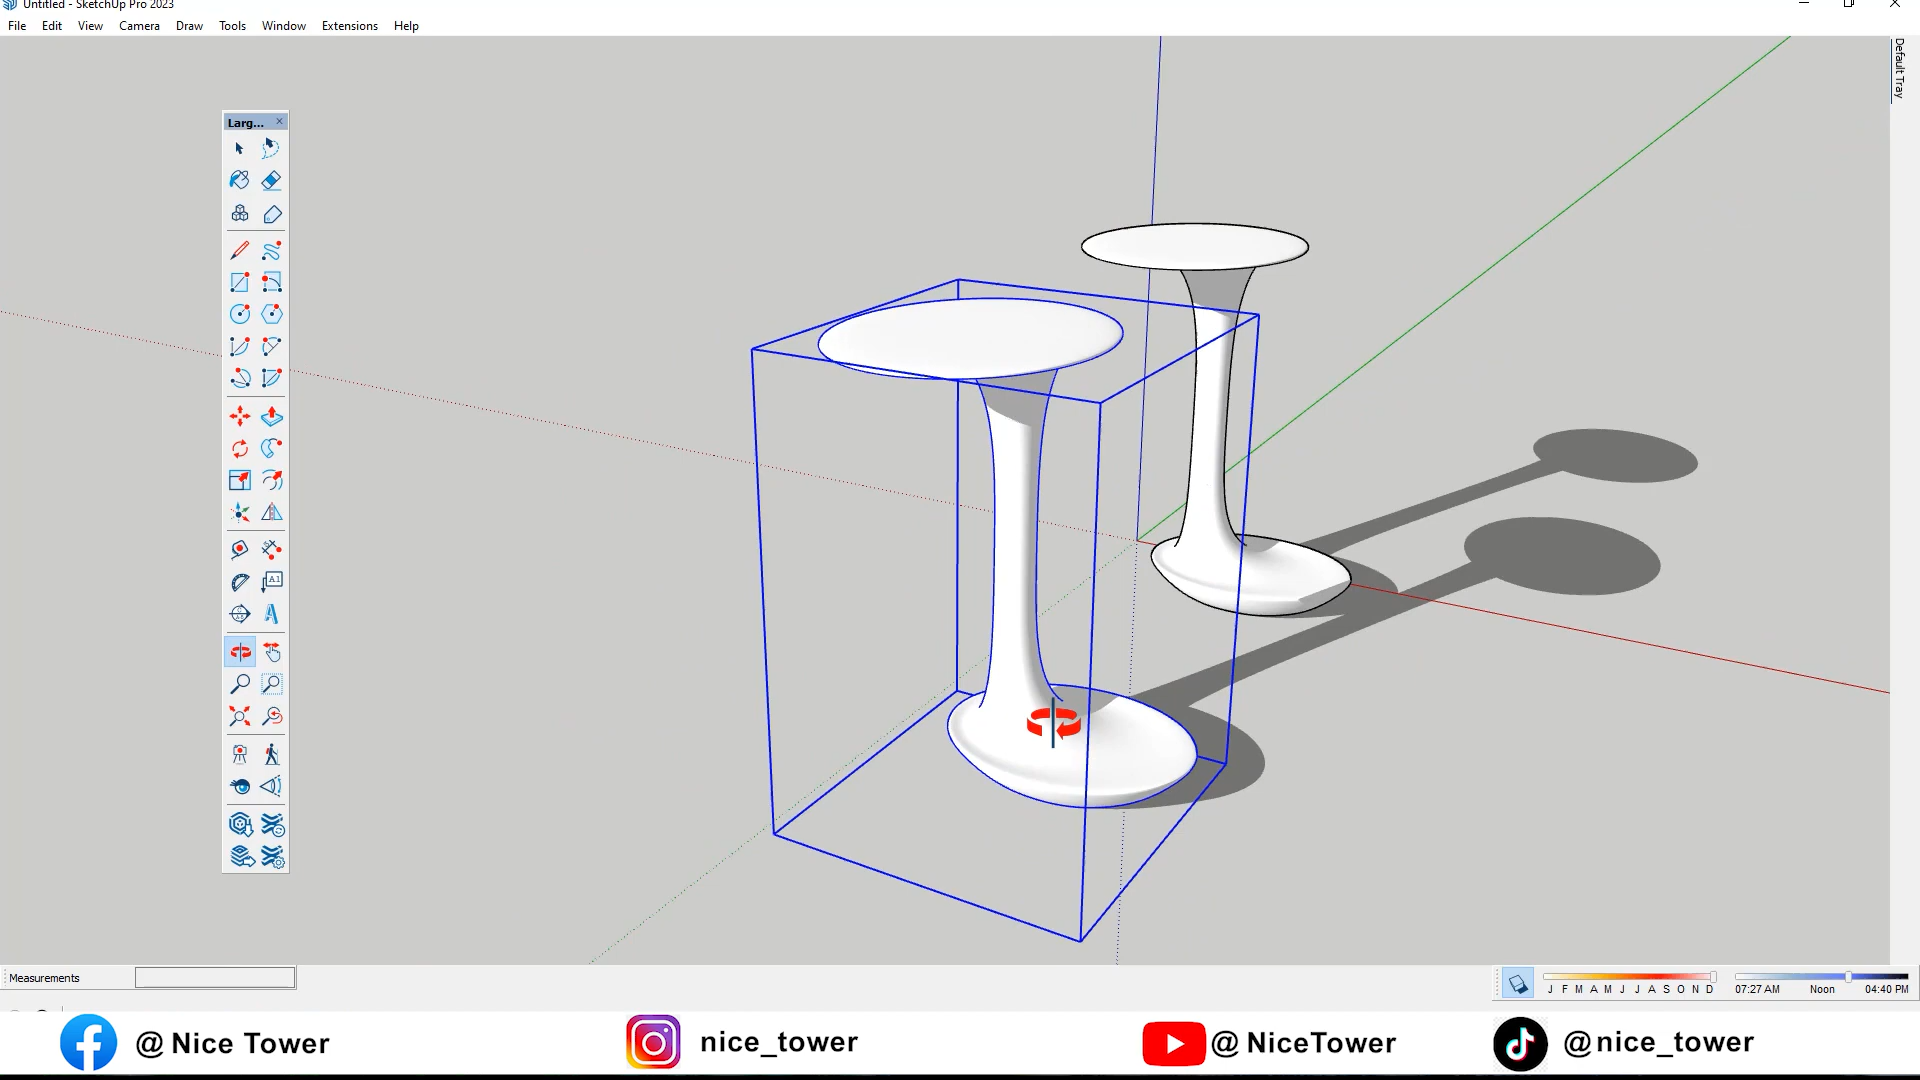 Untitled - SketchUp Pro 2023
File Edit View Camera Draw Tools Window Extensions Help
Default Tray
Larg...
A1
Measurements
J F M A M J J A S O N D
07:27 AM Noon 04:40 PM
@ Nice Tower
nice_tower
@ NiceTower
@nice_tower